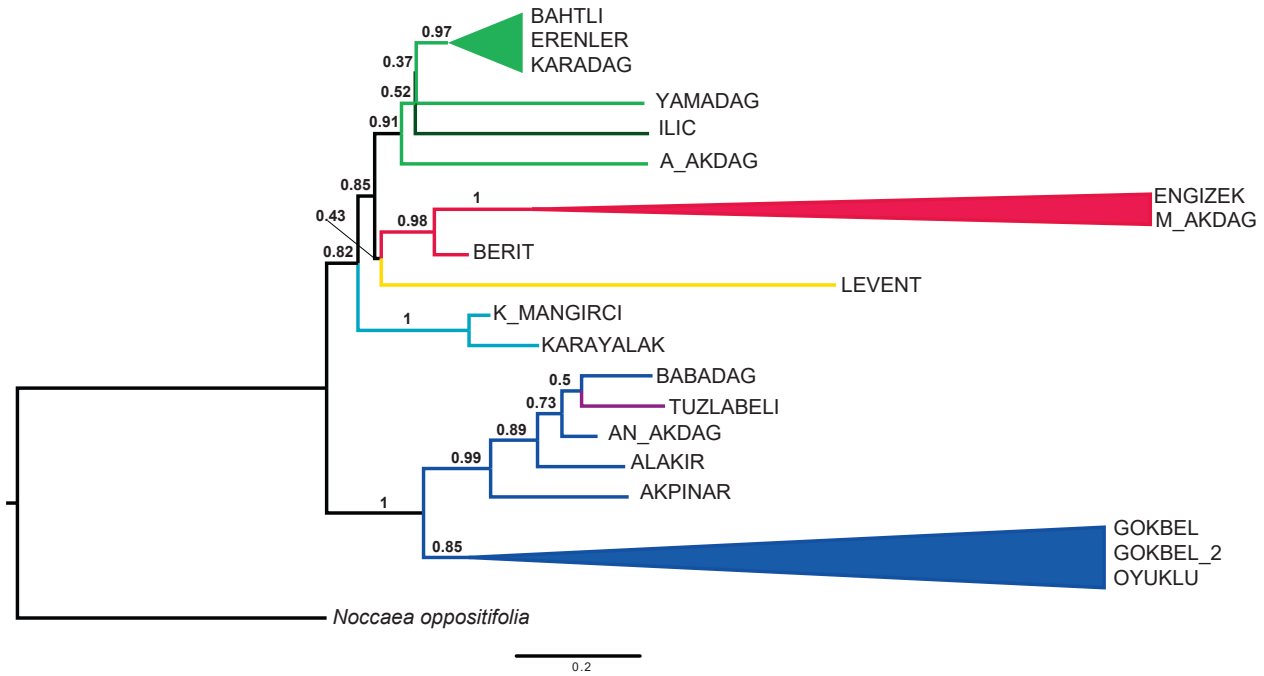 BAHTLI
0.97
ERENLER
0.37
KARADAG
0.52
YAMADAG
0.91
ILIC
A_AKDAG
0.85
1
ENGIZEK
0.43
0.98
M_AKDAG
0.82
BERIT
LEVENT
1
K_MANGIRCI
KARAYALAK
0.5
BABADAG
0.73
TUZLABELI
0.89
AN_AKDAG
0.99
ALAKIR
AKPINAR
1
GOKBEL
0.85
GOKBEL_2
OYUKLU
Noccaea oppositifolia
0.2